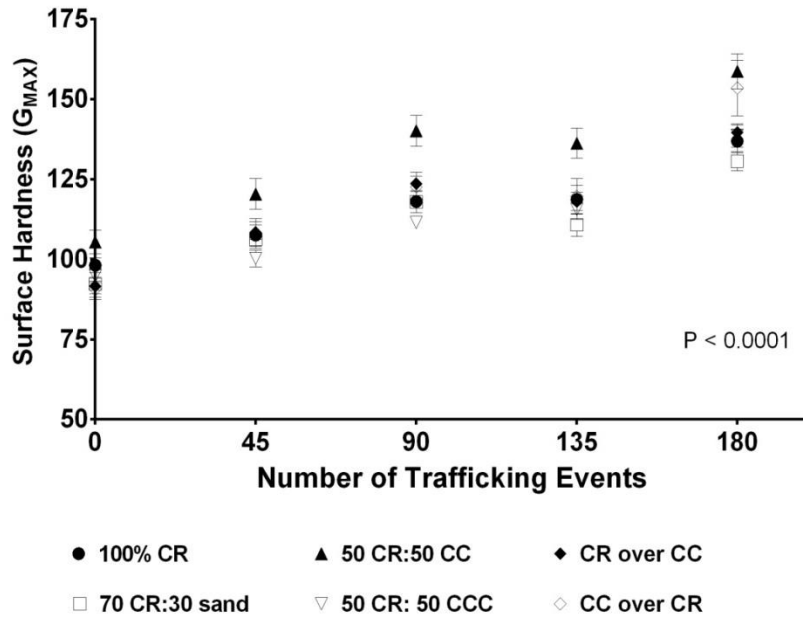 175
150
125
100
75
50
Surface Hardness (GMAX)
P < 0.0001
0 45 90 135 180
Number of Trafficking Events
100% CR 50 CR:50 CC CR over CC
70 CR:30 sand 50 CR: 50 CCC CC over CR